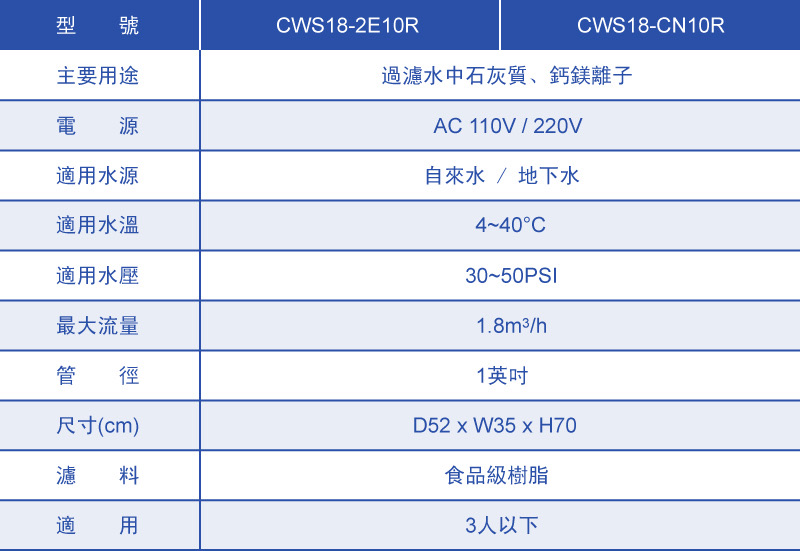 型 號 CWS18-2E10R CWS18-CN10R
主要用途 過濾水中石灰質、鈣鎂離子
電 源 AC 110V / 220V
適用水源 自來水 / 地下水
適用水溫 4~40°C
適用水壓 30~50PSI
最大流量 1.8m³/h
管 徑 1英吋
尺寸(cm) D52 x W35 x H70
濾 料 食品級樹脂
適 用 3人以下